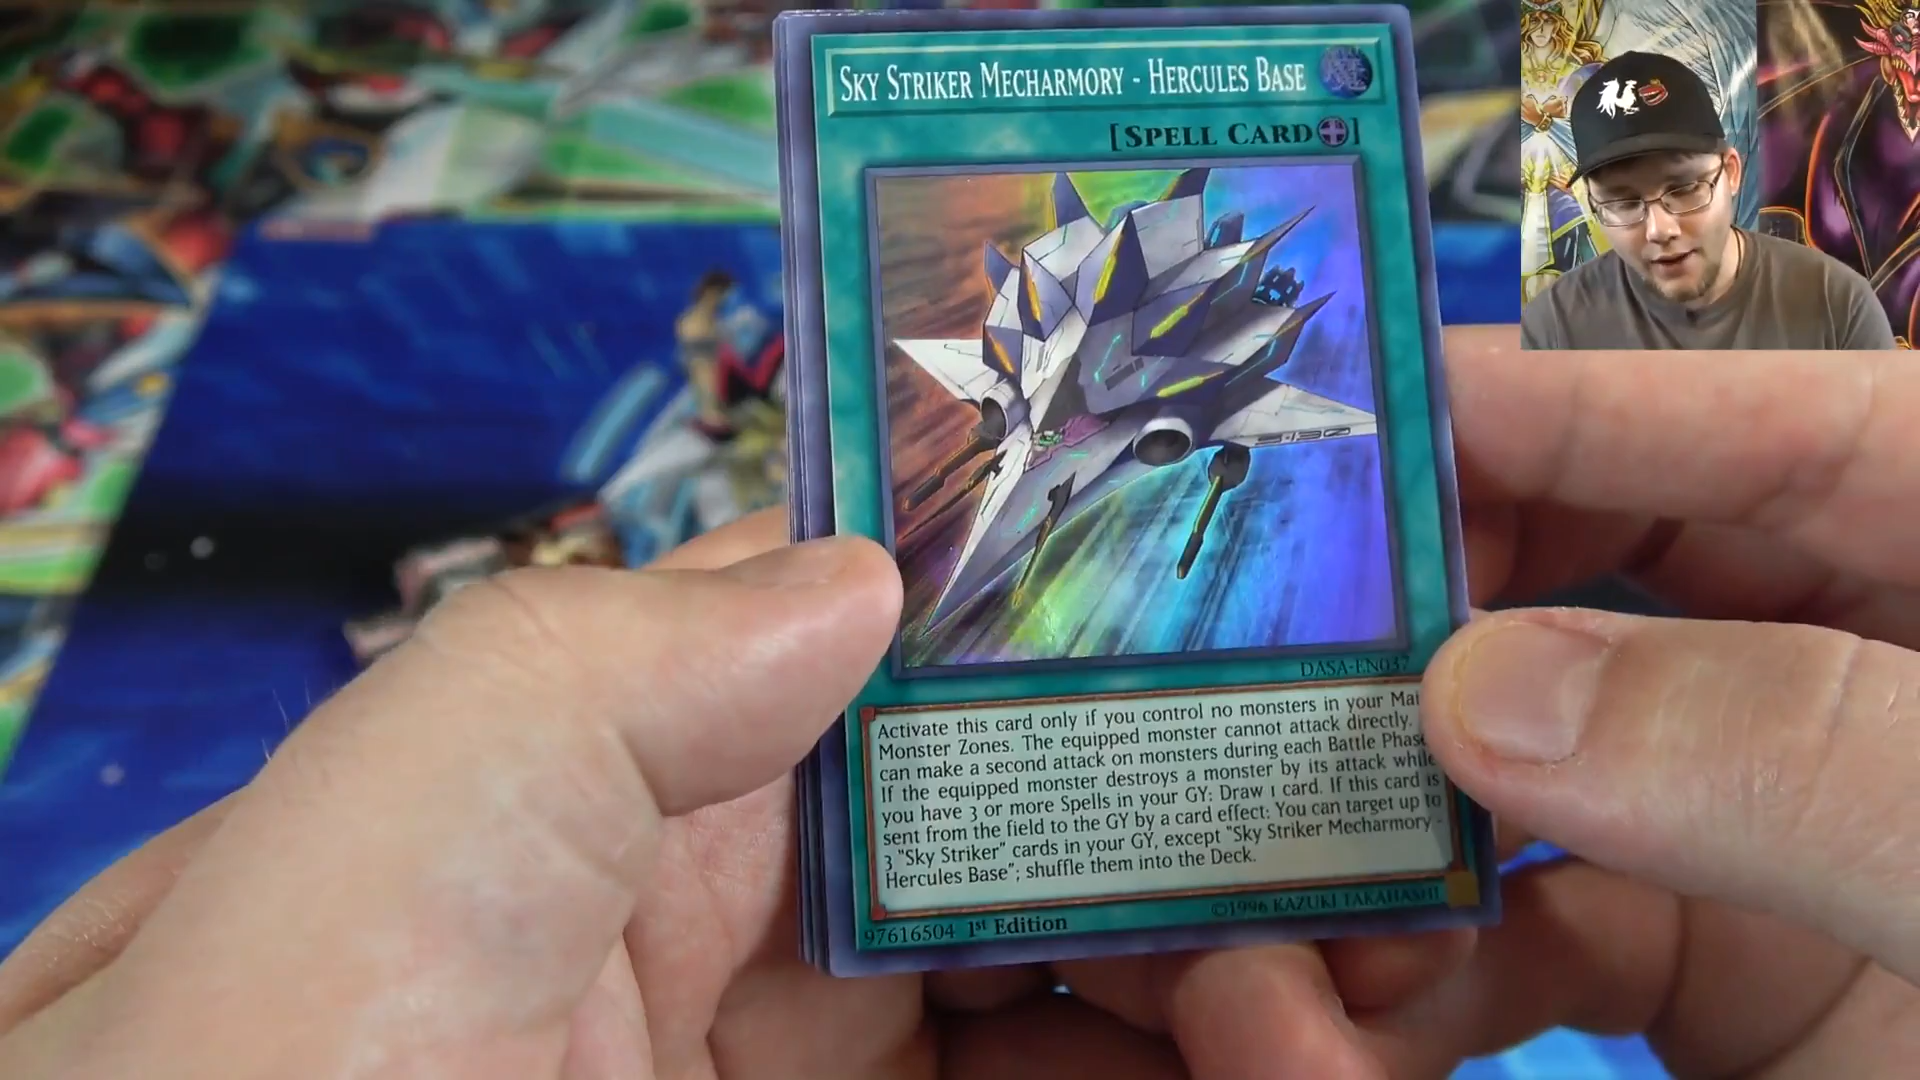 Sky Striker Mecharmory - Hercules Base
[Spell Card]
S-130
DASA-EN037
Activate this card only if you control no monsters in your Mai
Monster Zones. The equipped monster cannot attack directly.
can make a second attack on monsters during each Battle Phase
If the equipped monster destroys a monster by its attack while
you have 3 or more Spells in your GY: Draw 1 card. If this card is
sent from the field to the GY by a card effect: You can target up to
3 "Sky Striker" cards in your GY, except "Sky Striker Mecharmory -
Hercules Base"; shuffle them into the Deck.
97616504 1st Edition
©1996 KAZUKI TAKAHASHI